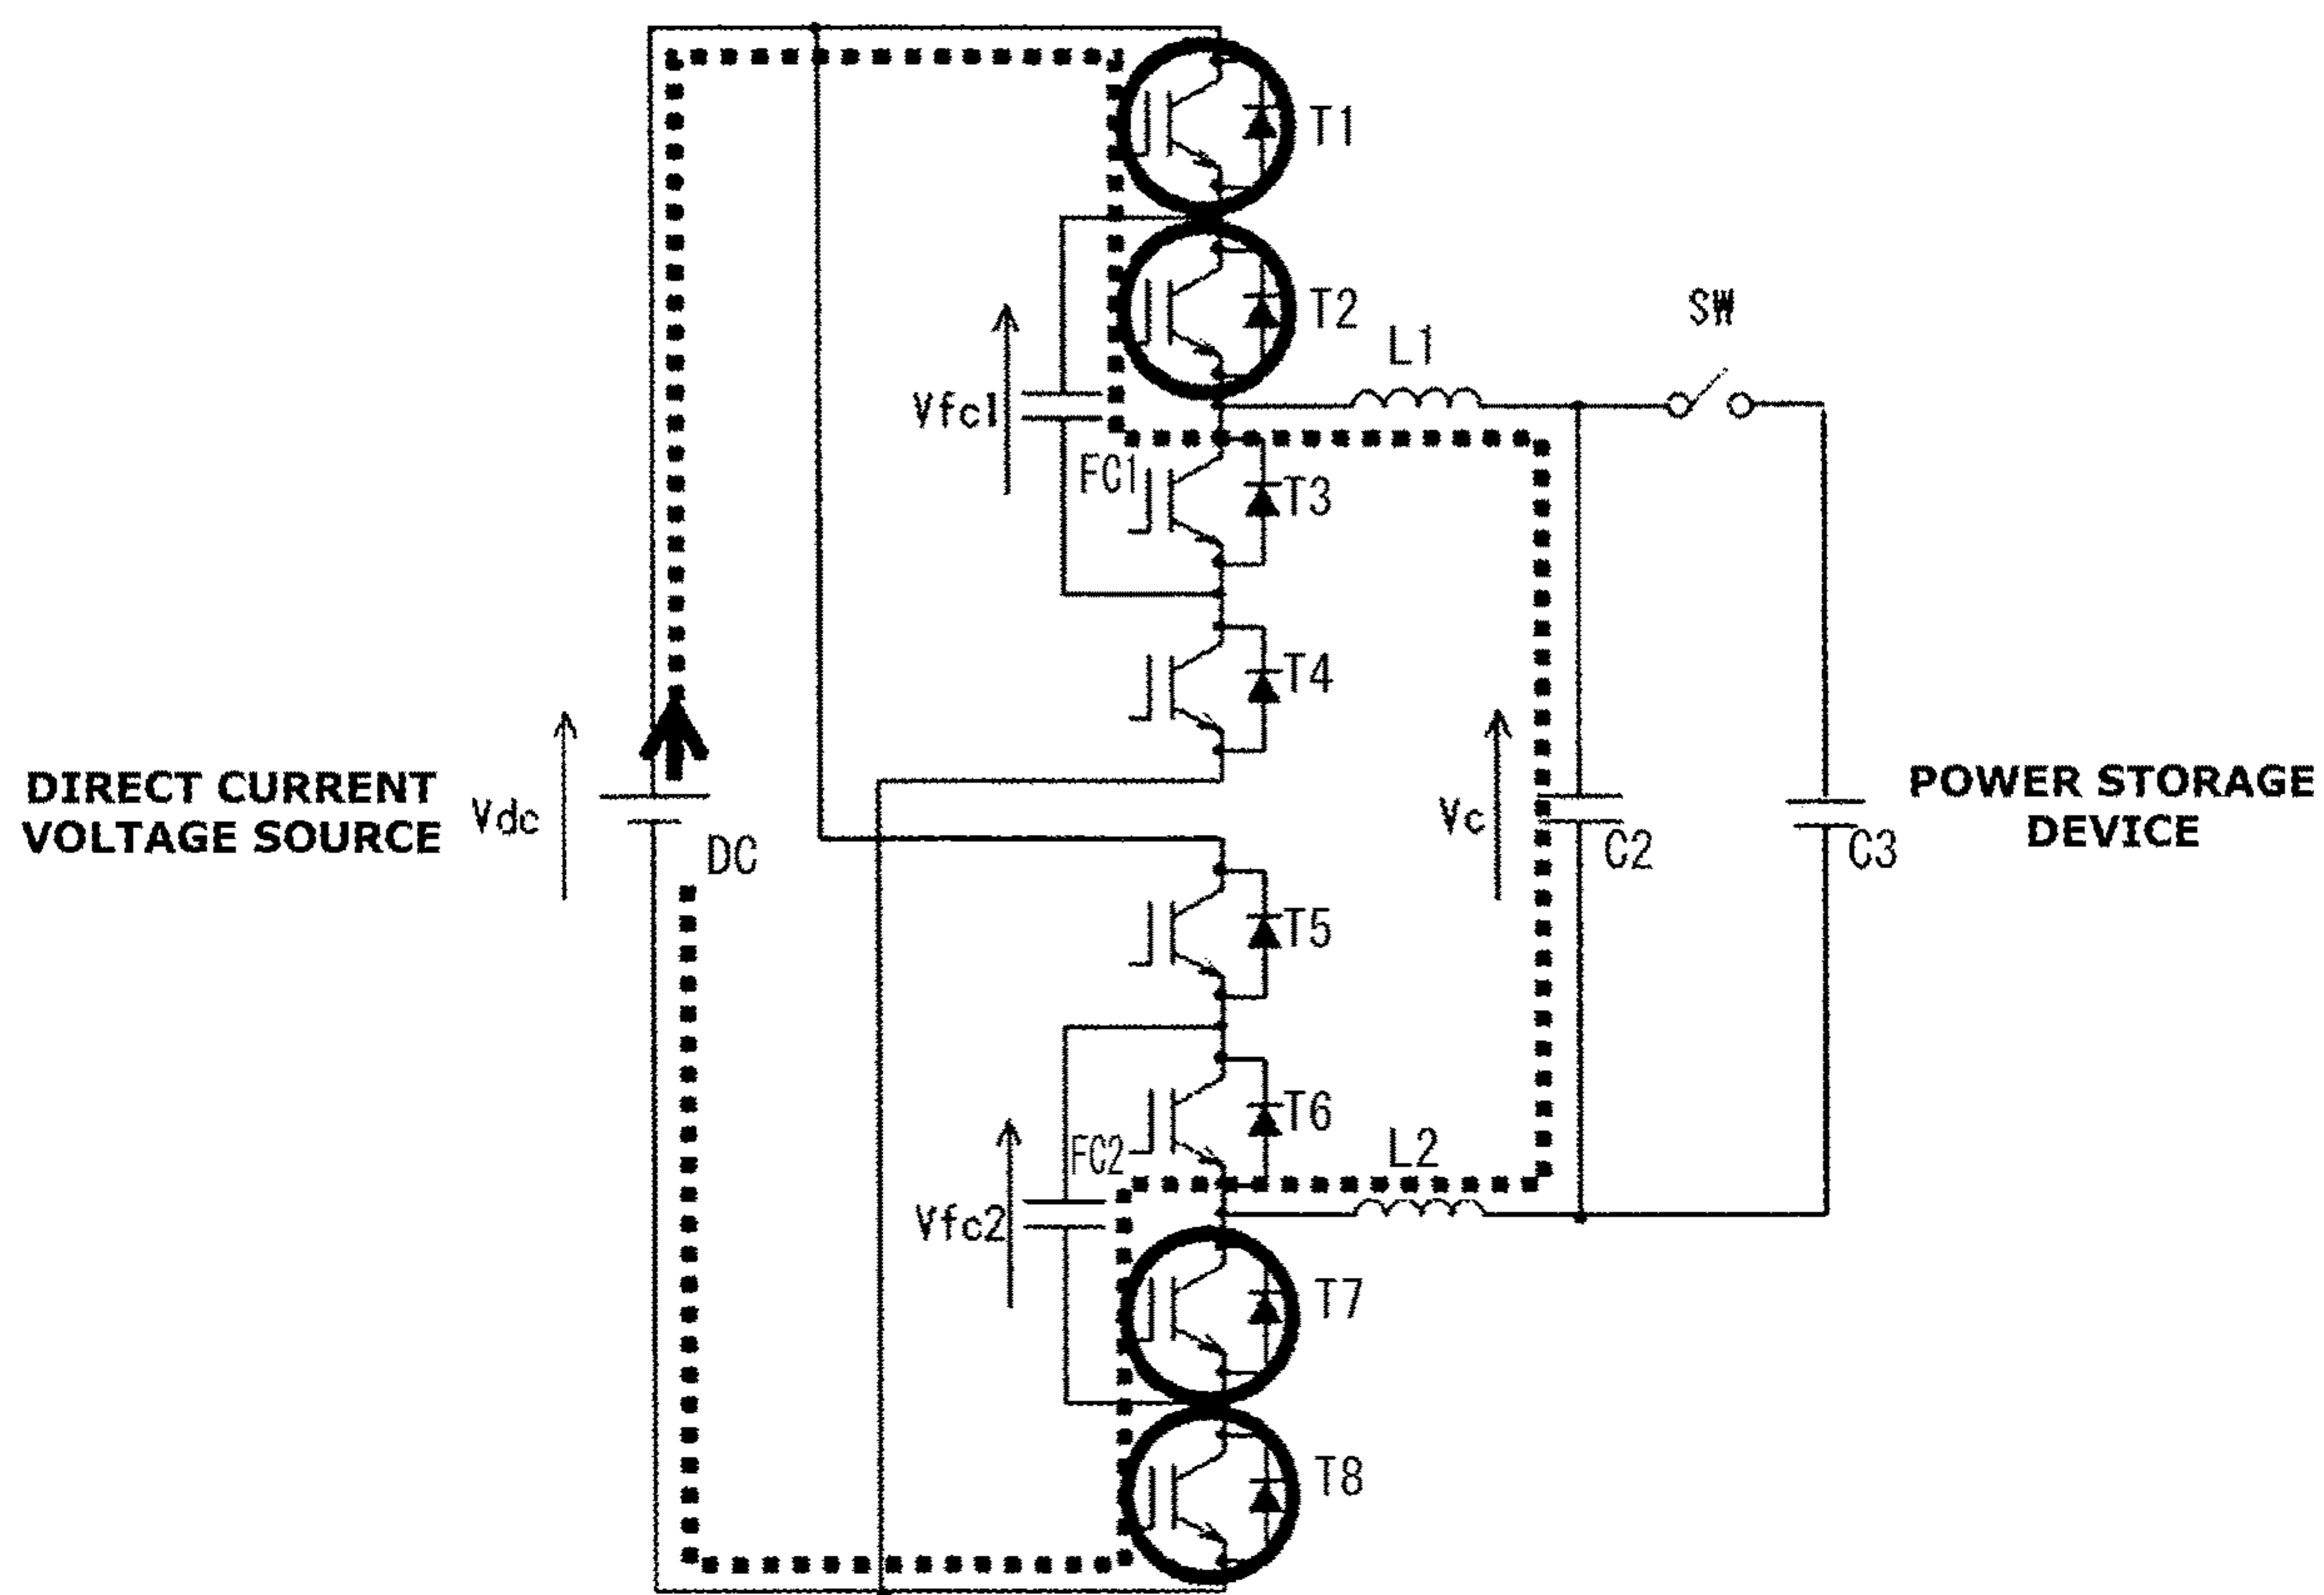 T1
T2
SW
L1
Vfc1
FC1
T3
T4
DIRECT CURRENT
VOLTAGE SOURCE
Vdc
DC
Vc
C2
C3
POWER STORAGE
DEVICE
T5
T6
FC2
L2
Vfc2
T7
T8